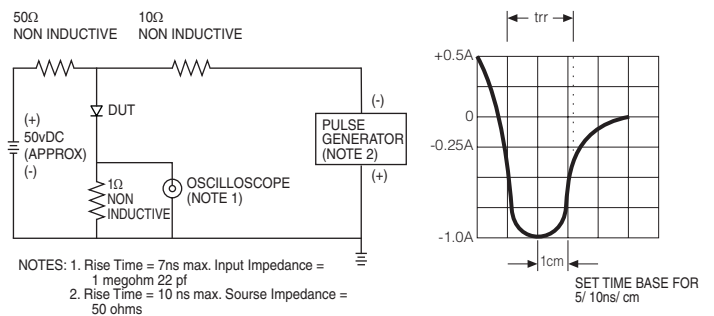 50Ω
NON INDUCTIVE
10Ω
NON INDUCTIVE
(+)
50vDC
(APPROX)
(-)
DUT
1Ω
NON
INDUCTIVE
OSCILLOSCOPE
(NOTE 1)
(-)
PULSE
GENERATOR
(NOTE 2)
(+)
NOTES: 1. Rise Time = 7ns max. Input Impedance =
1 megohm 22 pf
2. Rise Time = 10 ns max. Sourse Impedance =
50 ohms
trr
+0.5A
0
-0.25A
-1.0A
1cm
SET TIME BASE FOR
5/ 10ns/ cm